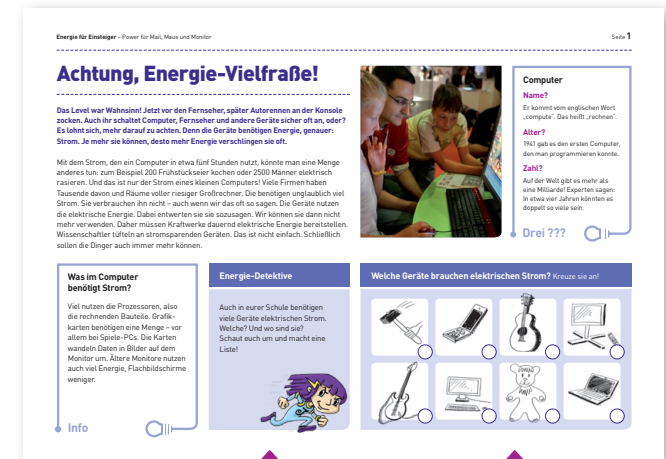 Energie für Einsteiger – Power für Mail, Maus und Monitor
Seite 1
Achtung, Energie-Vielfraße!
Das Level war Wahnsinn! Jetzt vor den Fernseher, später Autorennen an der Konsole
zocken. Auch ihr schaltet Computer, Fernseher und andere Geräte sicher oft an, oder?
Es lohnt sich, mehr darauf zu achten. Denn die Geräte benötigen Energie, genauer:
Strom. Je mehr sie können, desto mehr Energie verschlingen sie oft.
Mit dem Strom, den ein Computer in etwa fünf Stunden nutzt, könnte man eine Menge
anderes tun: zum Beispiel 200 Frühstückseier kochen oder 2500 Männer elektrisch
rasieren. Und das ist nur der Strom eines kleinen Computers! Viele Firmen haben
Tausende davon und Räume voller riesiger Großrechner. Die benötigen unglaublich viel
Strom. Sie verbrauchen ihn nicht – auch wenn wir das oft so sagen. Die Geräte nutzen
die elektrische Energie. Dabei entwerten sie sie sozusagen. Wir können sie dann nicht
mehr verwenden. Daher müssen Kraftwerke dauernd elektrische Energie bereitstellen.
Wissenschaftler tüfteln an stromsparenden Geräten. Das ist nicht einfach. Schließlich
sollen die Dinger auch immer mehr können.
Computer
Name?
Er kommt vom englischen Wort
„compute“. Das heißt „rechnen“.
Alter?
1941 gab es den ersten Computer,
den man programmieren konnte.
Zahl?
Auf der Welt gibt es mehr als
eine Milliarde! Experten sagen:
In etwa vier Jahren könnten es
doppelt so viele sein.
Drei ???
Was im Computer
benötigt Strom?
Viel nutzen die Prozessoren, also
die rechnenden Bauteile. Grafik-
karten benötigen eine Menge – vor
allem bei Spiele-PCs. Die Karten
wandeln Daten in Bilder auf dem
Monitor um. Ältere Monitore nutzen
auch viel Energie, Flachbildschirme
weniger.
Info
Energie-Detektive
Auch in eurer Schule benötigen
viele Geräte elektrischen Strom.
Welche? Und wo sind sie?
Schaut euch um und macht eine
Liste!
Welche Geräte brauchen elektrischen Strom? Kreuze sie an!